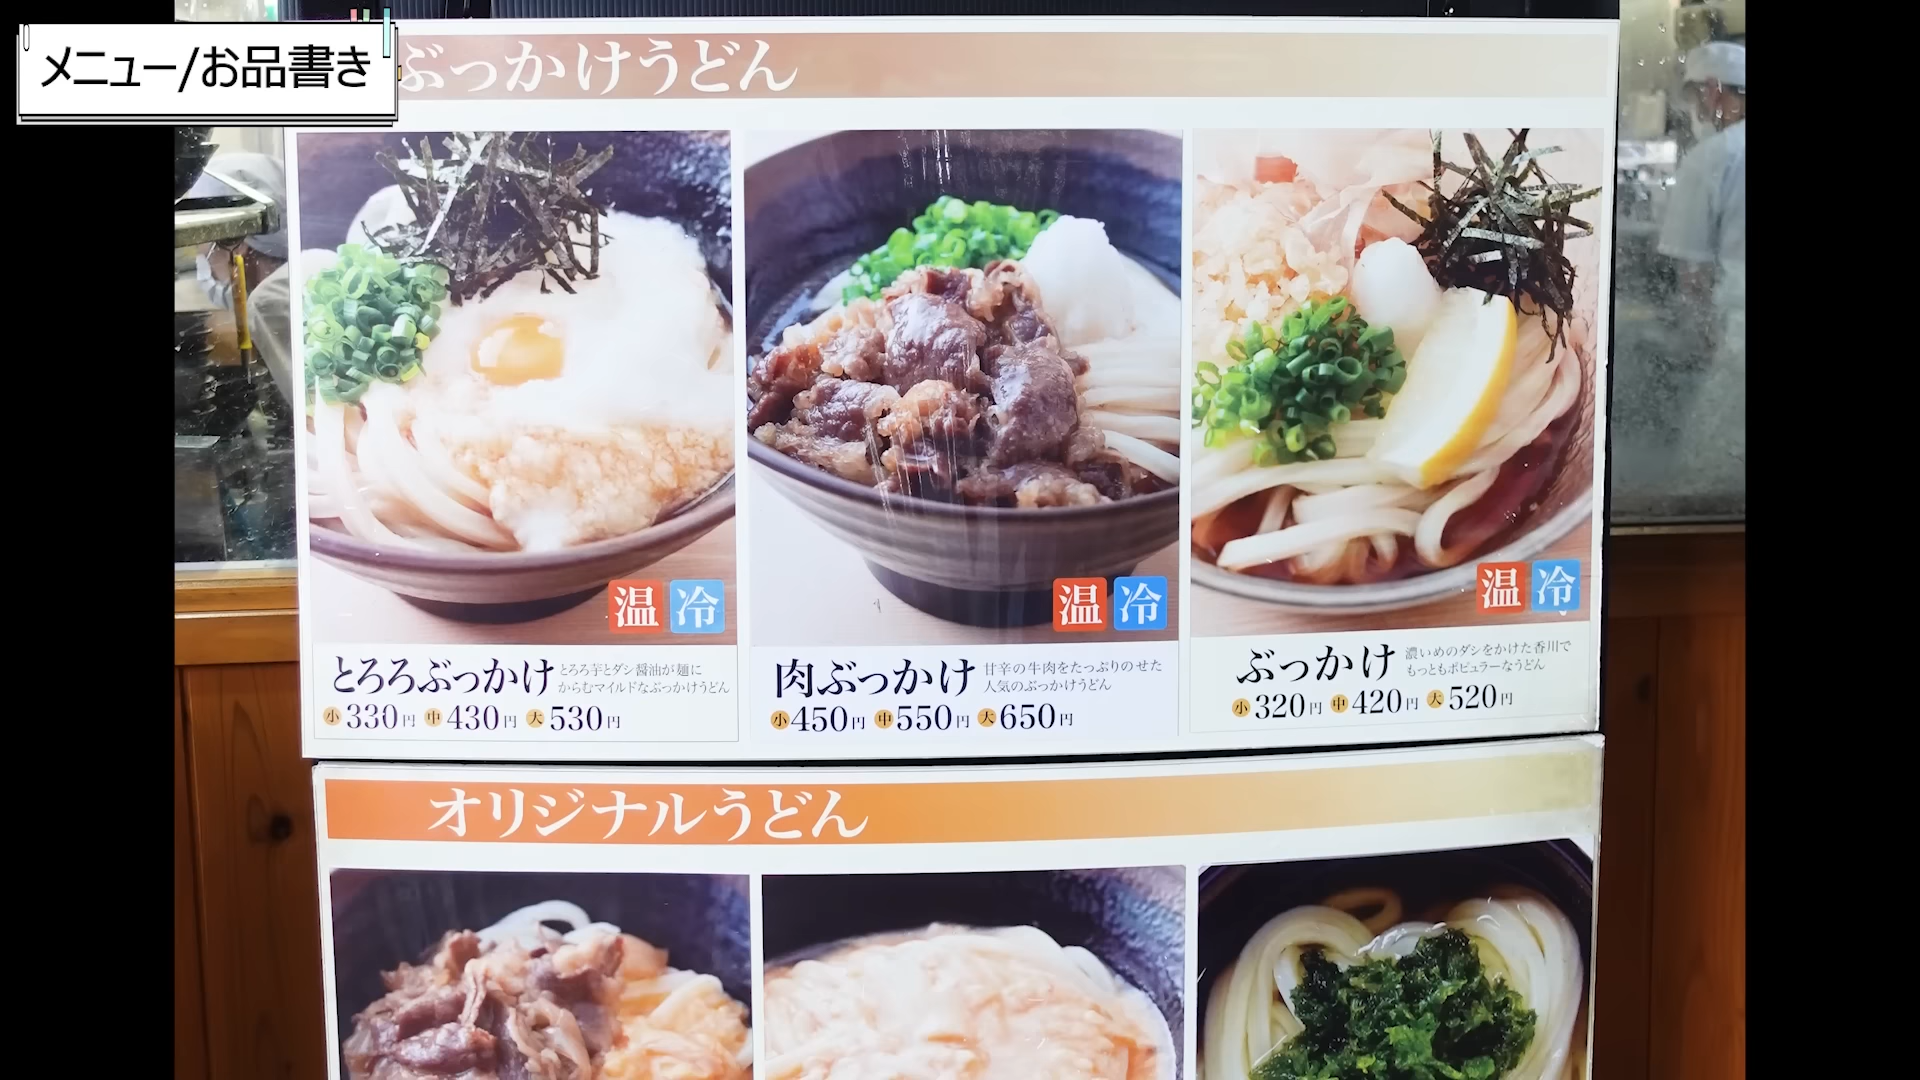 メニュー/お品書き
ぶっかけうどん
温 冷
とろろぶっかけ
とろろ芋とダシ醤油が麺に
からむマイルドなぶっかけうどん
小330円 中430円 大530円
温 冷
肉ぶっかけ
甘辛の牛肉をたっぷりのせた
人気のぶっかけうどん
小450円 中550円 大650円
温 冷
ぶっかけ
濃いめのダシをかけた香川で
もっともポピュラーなうどん
小320円 中420円 大520円
オリジナルうどん